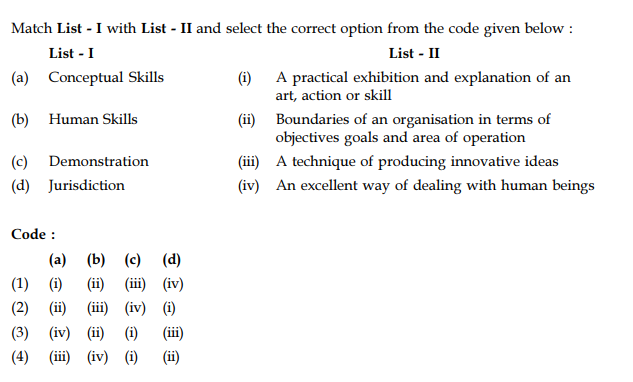 Match List - I with List - II and select the correct option from the code given below :
List - I List - II
(a) Conceptual Skills (i) A practical exhibition and explanation of an
art, action or skill
(b) Human Skills (ii) Boundaries of an organisation in terms of
objectives goals and area of operation
(c) Demonstration (iii) A technique of producing innovative ideas
(d) Jurisdiction (iv) An excellent way of dealing with human beings
Code :
(a) (b) (c) (d)
(1) (i) (ii) (iii) (iv)
(2) (ii) (iii) (iv) (i)
(3) (iv) (ii) (i) (iii)
(4) (iii) (iv) (i) (ii)